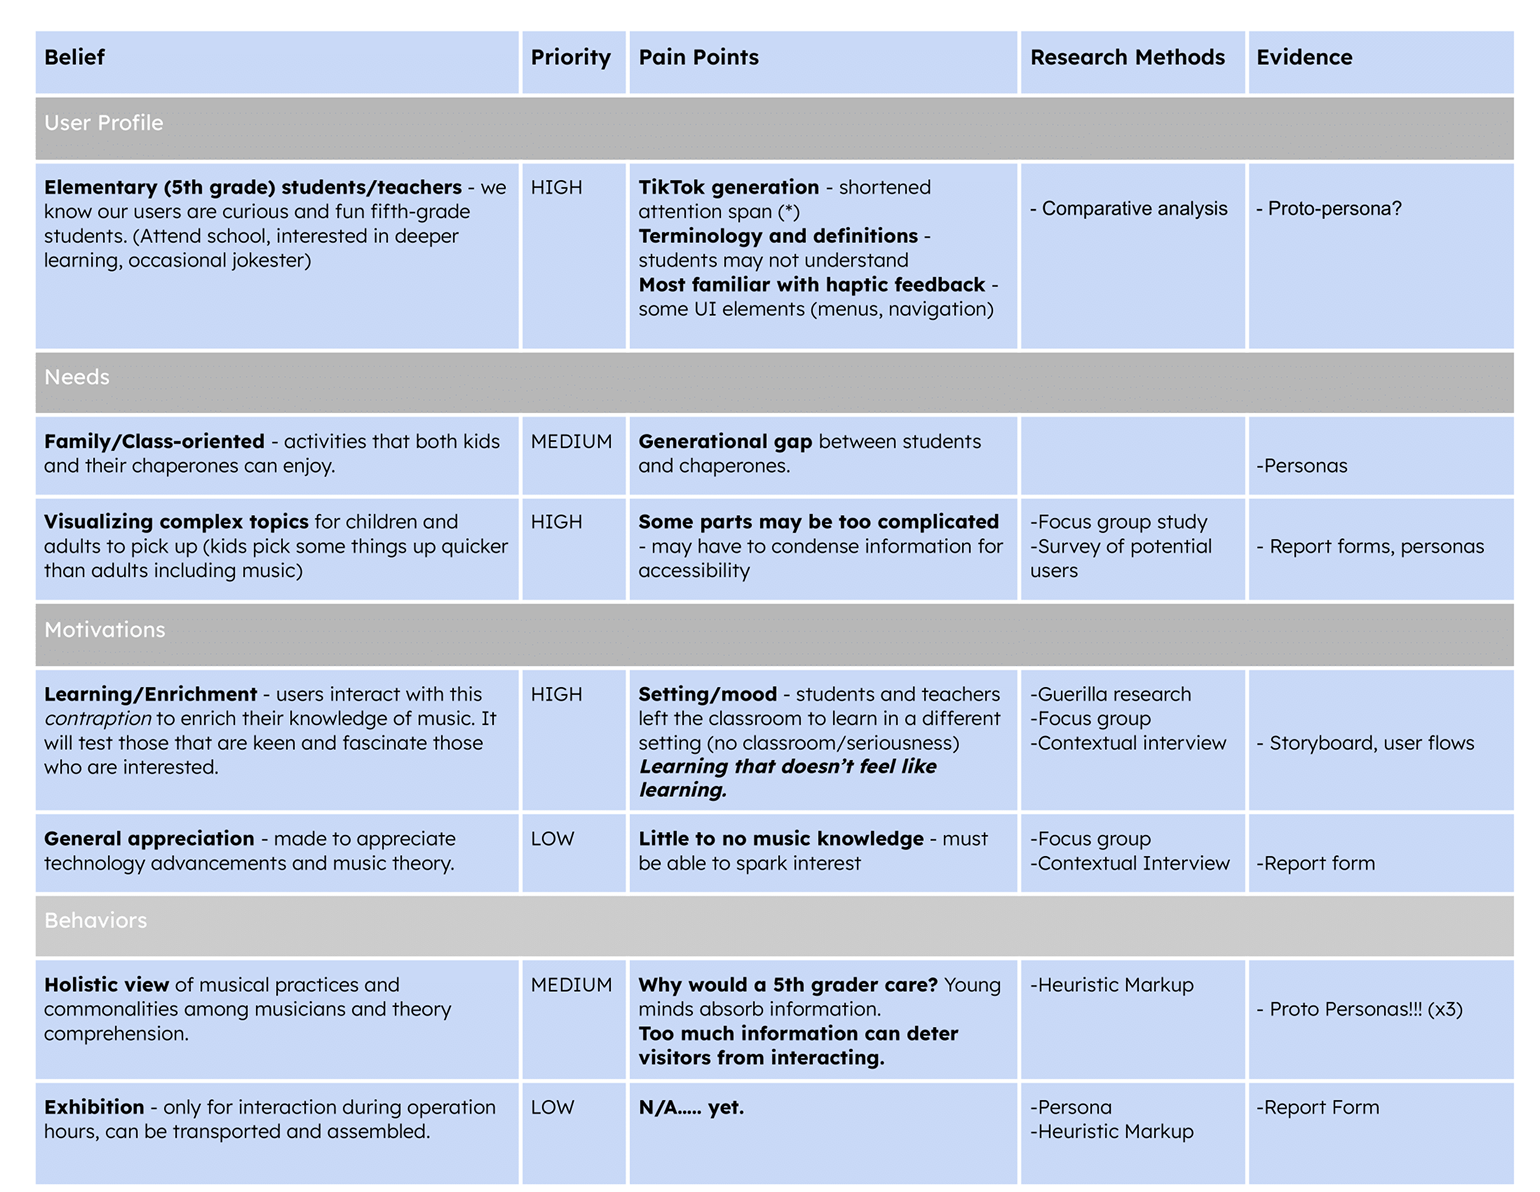 Belief
Priority
Pain Points
Research Methods
Evidence
User Profile
Elementary (5th grade) students/teachers - we
know our users are curious and fun fifth-grade
students. (Attend school, interested in deeper
learning, occasional jokester)
HIGH
TikTok generation - shortened
attention span (*)
Terminology and definitions -
students may not understand
Most familiar with haptic feedback -
some UI elements (menus, navigation)
- Comparative analysis
- Proto-persona?
Needs
Family/Class-oriented - activities that both kids
and their chaperones can enjoy.
MEDIUM
Generational gap between students
and chaperones.
-Personas
Visualizing complex topics for children and
adults to pick up (kids pick some things up quicker
than adults including music)
HIGH
Some parts may be too complicated
- may have to condense information for
accessibility
-Focus group study
-Survey of potential
users
- Report forms, personas
Motivations
Learning/Enrichment - users interact with this
contraption to enrich their knowledge of music. It
will test those that are keen and fascinate those
who are interested.
HIGH
Setting/mood - students and teachers
left the classroom to learn in a different
setting (no classroom/seriousness)
Learning that doesn’t feel like
learning.
-Guerilla research
-Focus group
-Contextual interview
- Storyboard, user flows
General appreciation - made to appreciate
technology advancements and music theory.
LOW
Little to no music knowledge - must
be able to spark interest
-Focus group
-Contextual Interview
-Report form
Behaviors
Holistic view of musical practices and
commonalities among musicians and theory
comprehension.
MEDIUM
Why would a 5th grader care? Young
minds absorb information.
Too much information can deter
visitors from interacting.
-Heuristic Markup
- Proto Personas!!! (x3)
Exhibition - only for interaction during operation
hours, can be transported and assembled.
LOW
N/A..... yet.
-Persona
-Heuristic Markup
-Report Form